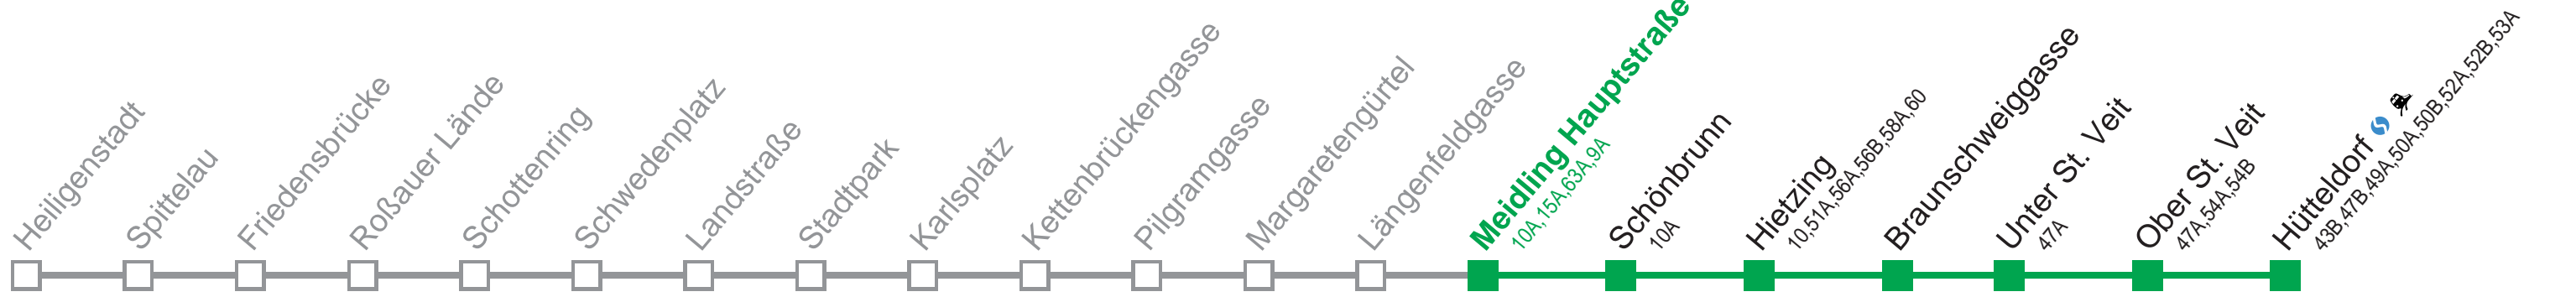 Heiligenstadt
Spittelau
Friedensbrücke
Roßauer Lände
Schottenring
Schwedenplatz
Landstraße
Stadtpark
Karlsplatz
Kettenbrückengasse
Pilgramgasse
Margaretengürtel
Längenfeldgasse
Meidling Hauptstraße
10A,15A,63A,9A
Schönbrunn
10A
Hietzing
10,51A,56A,56B,58A,60
Braunschweiggasse
Unter St. Veit
47A
Ober St. Veit
47A,54A,54B
Hütteldorf
43B,47B,49A,50A,50B,52A,52B,53A